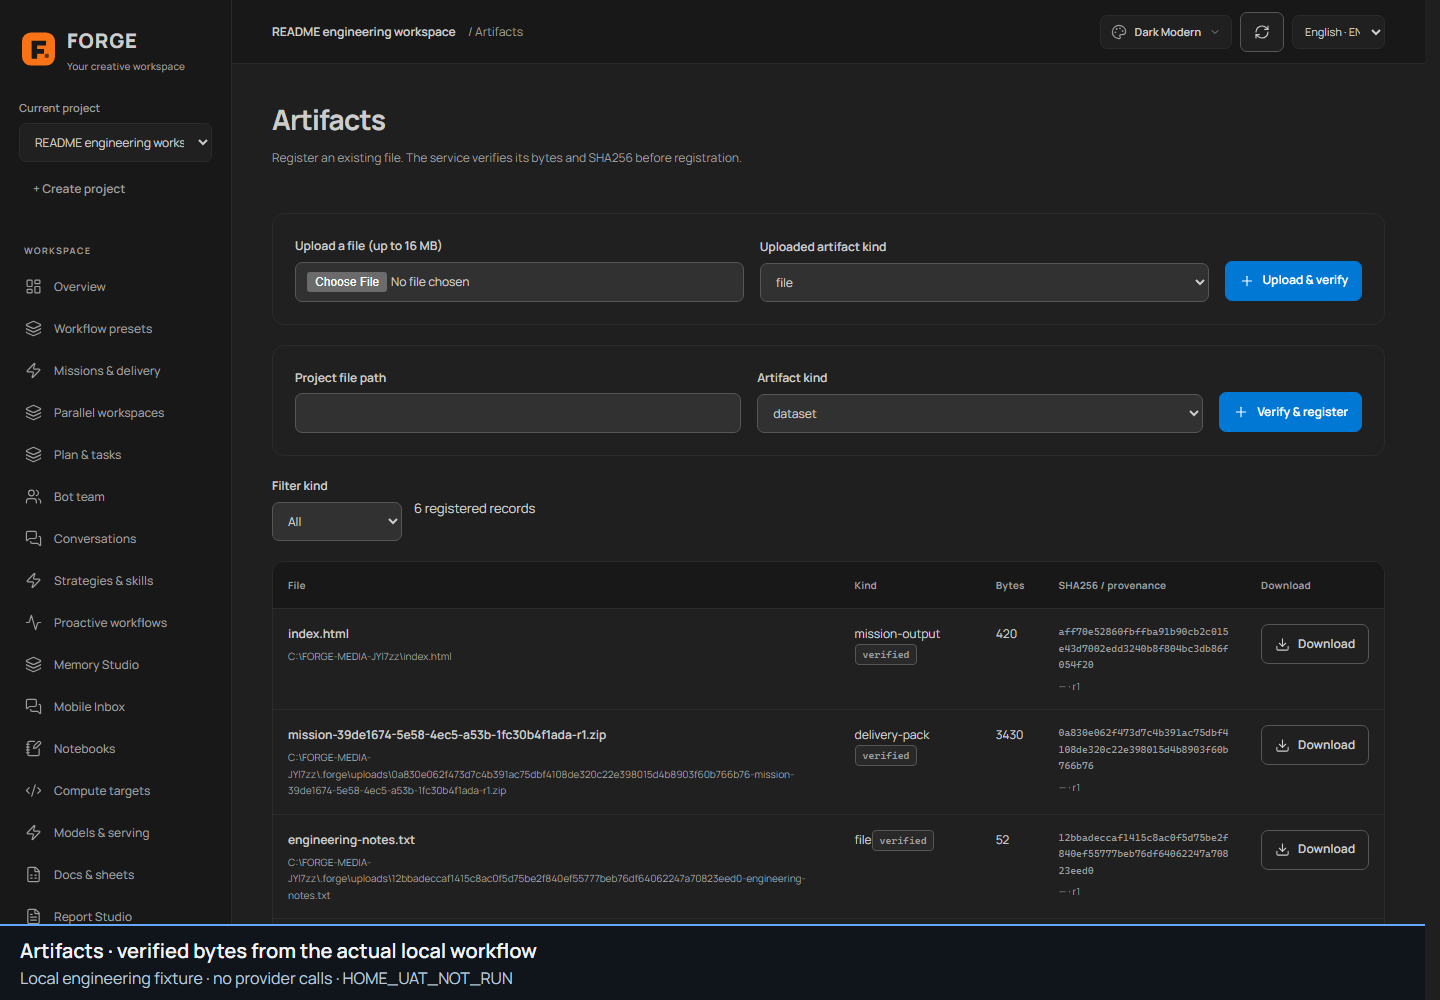 FORGE
Your creative workspace
Current project
README engineering works
+ Create project
WORKSPACE
Overview
Workflow presets
Missions & delivery
Parallel workspaces
Plan & tasks
Bot team
Conversations
Strategies & skills
Proactive workflows
Memory Studio
Mobile Inbox
Notebooks
Compute targets
Models & serving
Docs & sheets
Report Studio
README engineering workspace / Artifacts
Dark Modern
English · EN
Artifacts
Register an existing file. The service verifies its bytes and SHA256 before registration.
Upload a file (up to 16 MB)
Choose File No file chosen
Uploaded artifact kind
file
+ Upload & verify
Project file path
Artifact kind
dataset
+ Verify & register
Filter kind
All
6 registered records
File Kind Bytes SHA256 / provenance Download
index.html
C:\FORGE-MEDIA-JYI7zz\index.html
mission-output
verified
420
aff70e52860fbffba91b90cb2c015
e43d7002edd3240b8f804bc3db86f
054f20
— · r1
Download
mission-39de1674-5e58-4ec5-a53b-1fc30b4f1ada-r1.zip
C:\FORGE-MEDIA-
JYI7zz\.forge\uploads\0a830e062f473d7c4b391ac75dbf4108de320c22e398015d4b8903f60b766b76-mission-
39de1674-5e58-4ec5-a53b-1fc30b4f1ada-r1.zip
delivery-pack
verified
3430
0a830e062f473d7c4b391ac75dbf4
108de320c22e398015d4b8903f60b
766b76
— · r1
Download
engineering-notes.txt
C:\FORGE-MEDIA-
JYI7zz\.forge\uploads\12bbadeccaf1415c8ac0f5d75be2f840ef55777beb76df64062247a70823eed0-engineering-
notes.txt
file verified
52
12bbadeccaf1415c8ac0f5d75be2f
840ef55777beb76df64062247a708
23eed0
— · r1
Download
Artifacts · verified bytes from the actual local workflow
Local engineering fixture · no provider calls · HOME_UAT_NOT_RUN